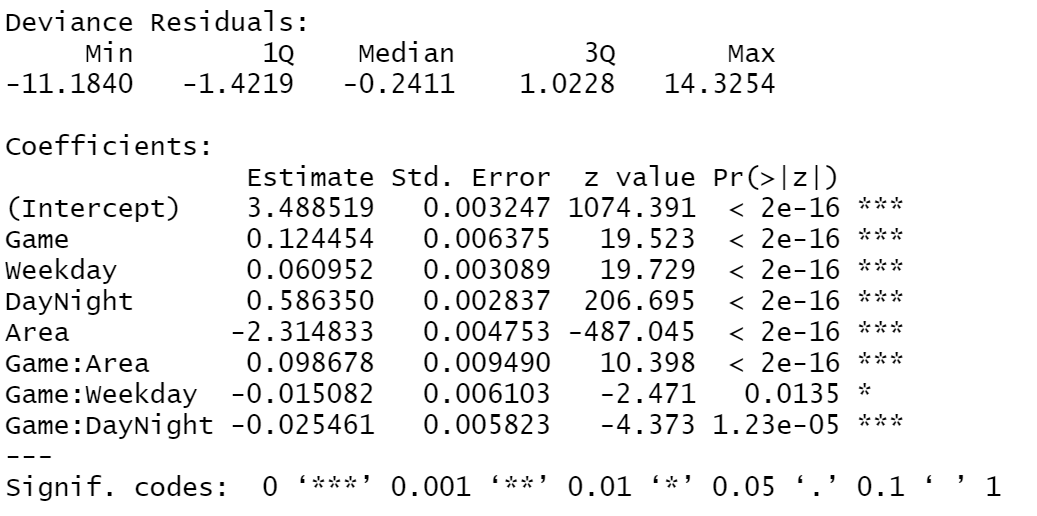 Deviance Residuals:
     Min       1Q   Median       3Q      Max
-11.1840  -1.4219  -0.2411   1.0228  14.3254

Coefficients:
              Estimate Std. Error  z value Pr(>|z|)
(Intercept)   3.488519   0.003247 1074.391  < 2e-16 ***
Game          0.124454   0.006375   19.523  < 2e-16 ***
Weekday       0.060952   0.003089   19.729  < 2e-16 ***
DayNight      0.586350   0.002837  206.695  < 2e-16 ***
Area         -2.314833   0.004753 -487.045  < 2e-16 ***
Game:Area     0.098678   0.009490   10.398  < 2e-16 ***
Game:Weekday -0.015082   0.006103   -2.471   0.0135 *
Game:DayNight -0.025461   0.005823   -4.373 1.23e-05 ***
---
Signif. codes:  0 ‘***’ 0.001 ‘**’ 0.01 ‘*’ 0.05 ‘.’ 0.1 ‘ ’ 1